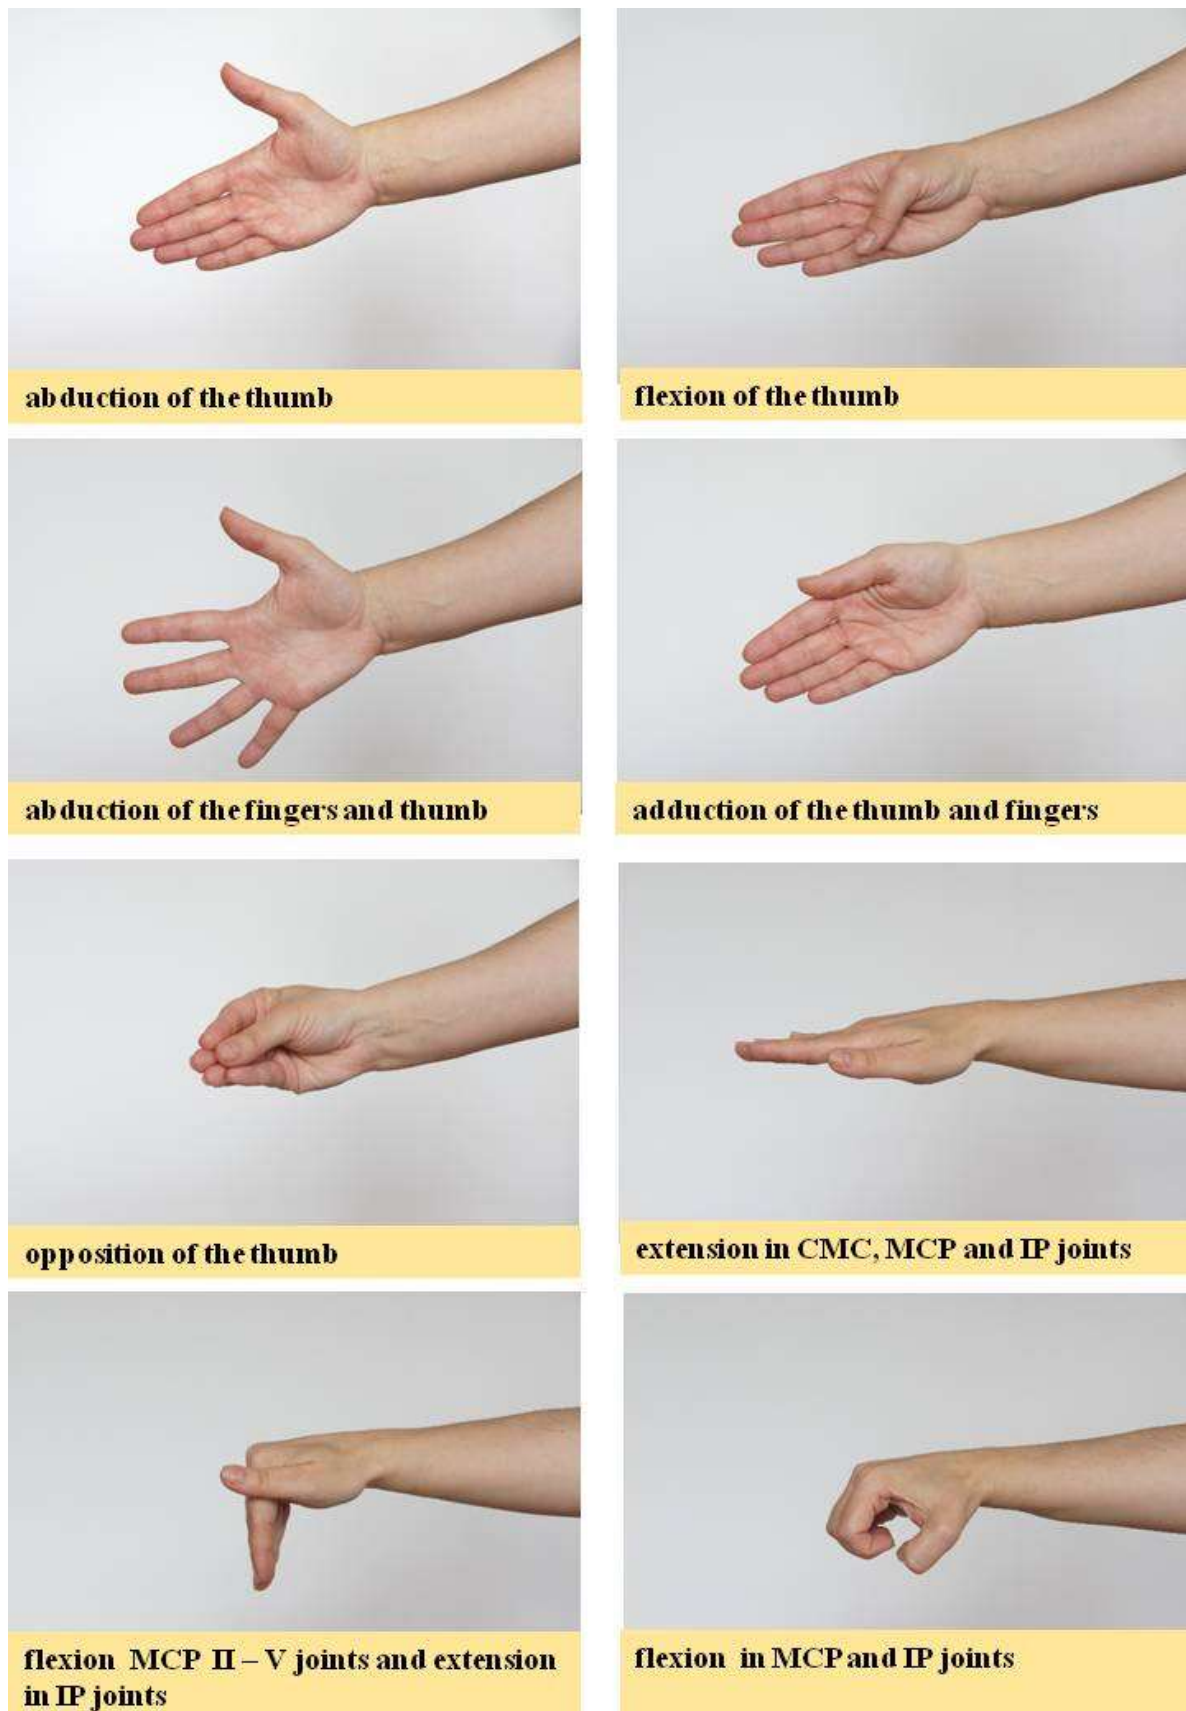 abduction of the thumb
flexion of the thumb
abduction of the fingers and thumb
adduction of the thumb and fingers
opposition of the thumb
extension in CMC, MCP and IP joints
flexion MCP II – V joints and extension
in IP joints
flexion in MCP and IP joints